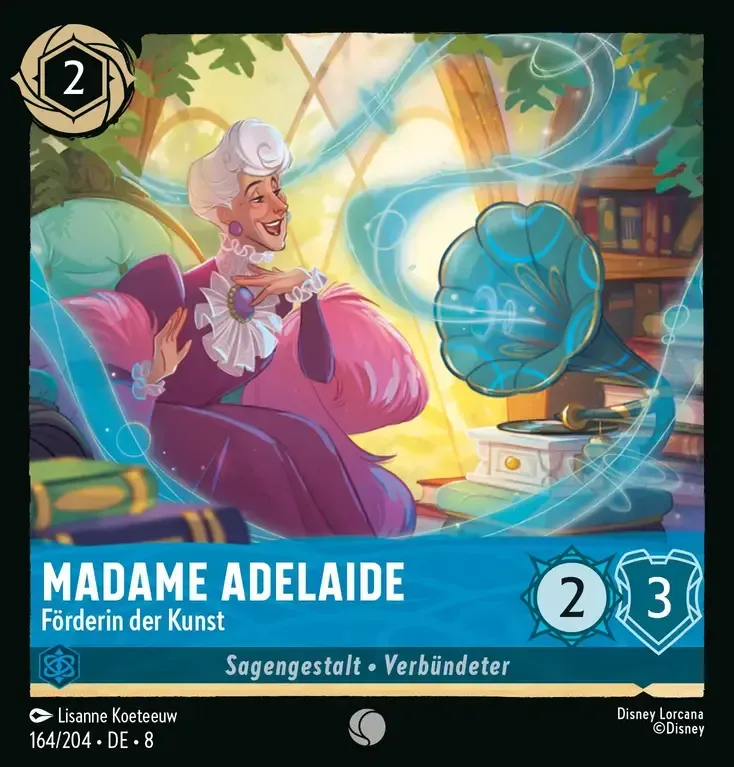 2
MADAME ADELAIDE
Förderin der Kunst
2
3
Sagengestalt • Verbündeter
Lisanne Koeteeuw
Disney Lorcana
164/204 • DE • 8
©Disney